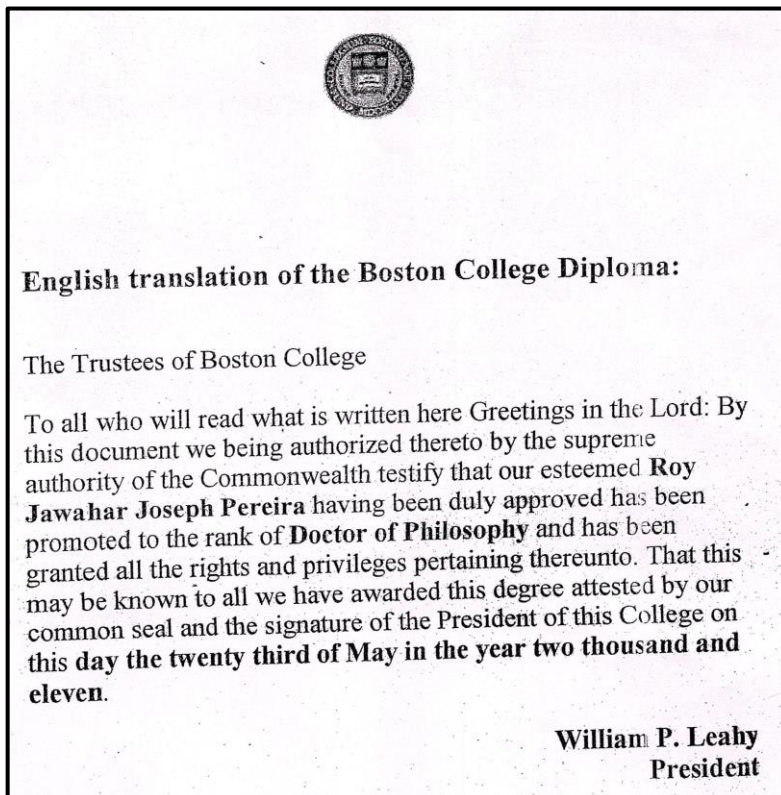 English translation of the Boston College Diploma:
The Trustees of Boston College
To all who will read what is written here Greetings in the Lord: By
this document we being authorized thereto by the supreme
authority of the Commonwealth testify that our esteemed Roy
Jawahar Joseph Pereira having been duly approved has been
promoted to the rank of Doctor of Philosophy and has been
granted all the rights and privileges pertaining thereunto. That this
may be known to all we have awarded this degree attested by our
common seal and the signature of the President of this College on
this day the twenty third of May in the year two thousand and
eleven.
William P. Leahy
President